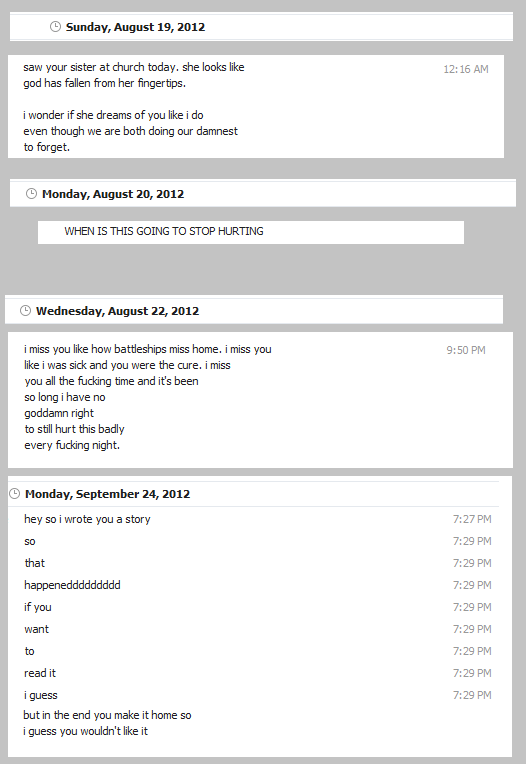 Sunday, August 19, 2012
saw your sister at church today. she looks like 12:16 AM
god has fallen from her fingertips.
i wonder if she dreams of you like i do
even though we are both doing our damnest
to forget.
Monday, August 20, 2012
WHEN IS THIS GOING TO STOP HURTING
Wednesday, August 22, 2012
i miss you like how battleships miss home. i miss you 9:50 PM
like i was sick and you were the cure. i miss
you all the fucking time and it's been
so long i have no
goddamn right
to still hurt this badly
every fucking night.
Monday, September 24, 2012
hey so i wrote you a story 7:27 PM
so 7:29 PM
that 7:29 PM
happenedddddddd 7:29 PM
if you 7:29 PM
want 7:29 PM
to 7:29 PM
read it 7:29 PM
i guess 7:29 PM
but in the end you make it home so
i guess you wouldn't like it